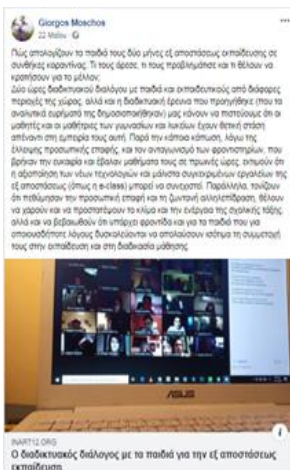 Giorgos Moschos
22 Μαΐου
Πώς απολογίζουν τα παιδιά τους δύο μήνες εξ αποστάσεως εκπαίδευσης σε
συνθήκες καραντίνας; Τι τους άρεσε, τι τους προβλημάτισε και τι θέλουν να
κρατήσουν για το μέλλον;
Δύο ώρες διαδικτυακού διαλόγου με παιδιά και εκπαιδευτικούς από διάφορες
περιοχές της χώρας, αλλά και η διαδικτυακή έρευνα που προηγήθηκε (που τα
αναλυτικά ευρήματά της δημοσιοποιήθηκαν) μας κάνουν να πιστεύουμε ότι οι
μαθητές και οι μαθήτριες των γυμνασίων και λυκείων έχουν θετική στάση
απέναντι στη εμπειρία τους αυτή. Παρά την κάποια κόπωση, λόγω της
έλλειψης προσωπικής επαφής, και τον ανταγωνισμό των φροντιστηρίων, που
βρήκαν την ευκαιρία και έβαλαν μαθήματα τους σε πρωινές ώρες, εκτιμούν ότι
η αξιοποίηση των νέων τεχνολογιών και μάλιστα συγκεκριμένων εργαλείων της
εξ αποστάσεως (όπως η e-class) μπορεί να συνεχιστεί. Παράλληλα, τονίζουν
ότι πεθύμησαν την προσωπική επαφή και τη ζωντανή αλληλεπίδραση, θέλουν
να χαρούν και να προστατέψουν το κλίμα και την ενέργεια της σχολικής τάξης,
αλλά και να βεβαιωθούν ότι υπάρχει φροντίδα και για τα παιδιά που για
οποιουσδήποτε λόγους δυσκολεύονται να απολαύσουν ισότιμα τη συμμετοχή
τους στην εκπαίδευση και στη διαδικασία μάθησης.
ASUS
INART12.ORG
Ο διαδικτυακός διάλογος με τα παιδιά για την εξ αποστάσεως
εκπαίδευση